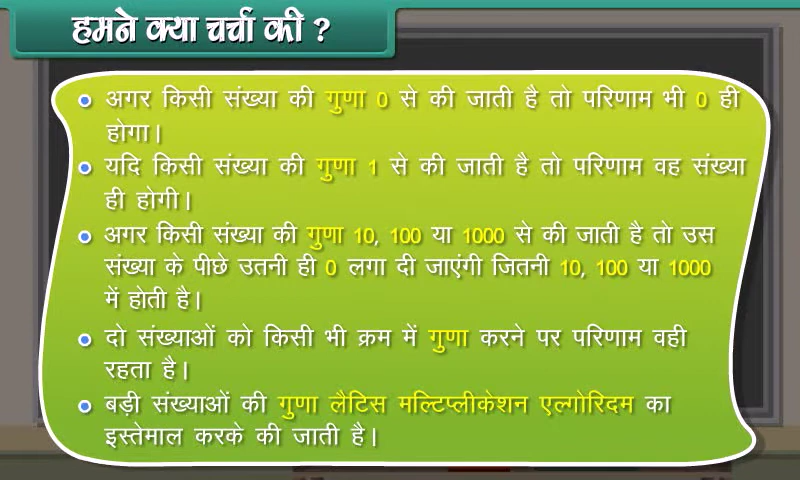 हमने क्या चर्चा की ?
अगर किसी संख्या की गुणा 0 से की जाती है तो परिणाम भी 0 ही
होगा।
यदि किसी संख्या की गुणा 1 से की जाती है तो परिणाम वह संख्या
ही होगी।
अगर किसी संख्या की गुणा 10, 100 या 1000 से की जाती है तो उस
संख्या के पीछे उतनी ही 0 लगा दी जाएंगी जितनी 10, 100 या 1000
में होती है।
दो संख्याओं को किसी भी क्रम में गुणा करने पर परिणाम वही
रहता है।
बड़ी संख्याओं की गुणा लैटिस मल्टिप्लीकेशन एल्गोरिदम का
इस्तेमाल करके की जाती है।